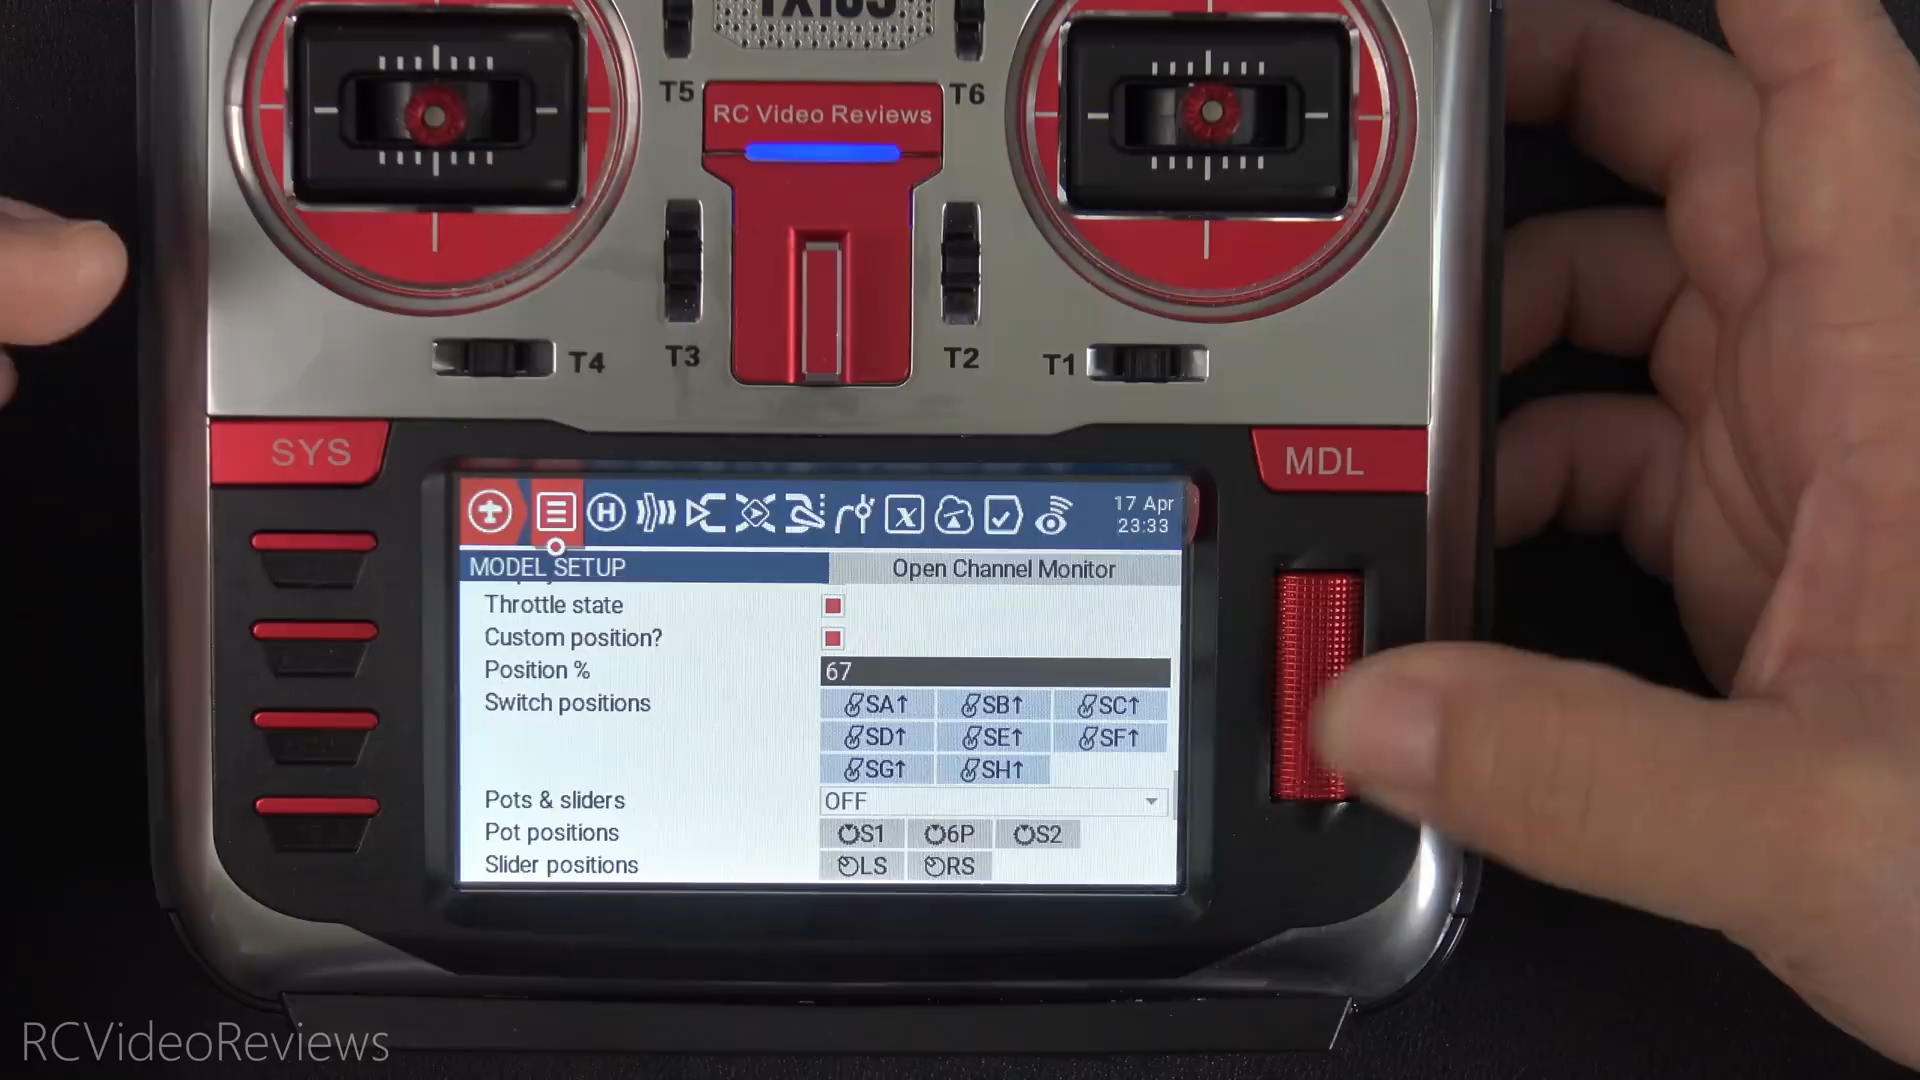 TX16S
T5
T6
RC Video Reviews
T4
T3
T2
T1
SYS
MDL
H
x
17 Apr
23:33
MODEL SETUP
Open Channel Monitor
Throttle state
Custom position?
Position %
67
Switch positions
SA↑
SB↑
SC↑
SD↑
SE↑
SF↑
SG↑
SH↑
Pots & sliders
OFF
Pot positions
S1
6P
S2
Slider positions
LS
RS
RCVideoReviews